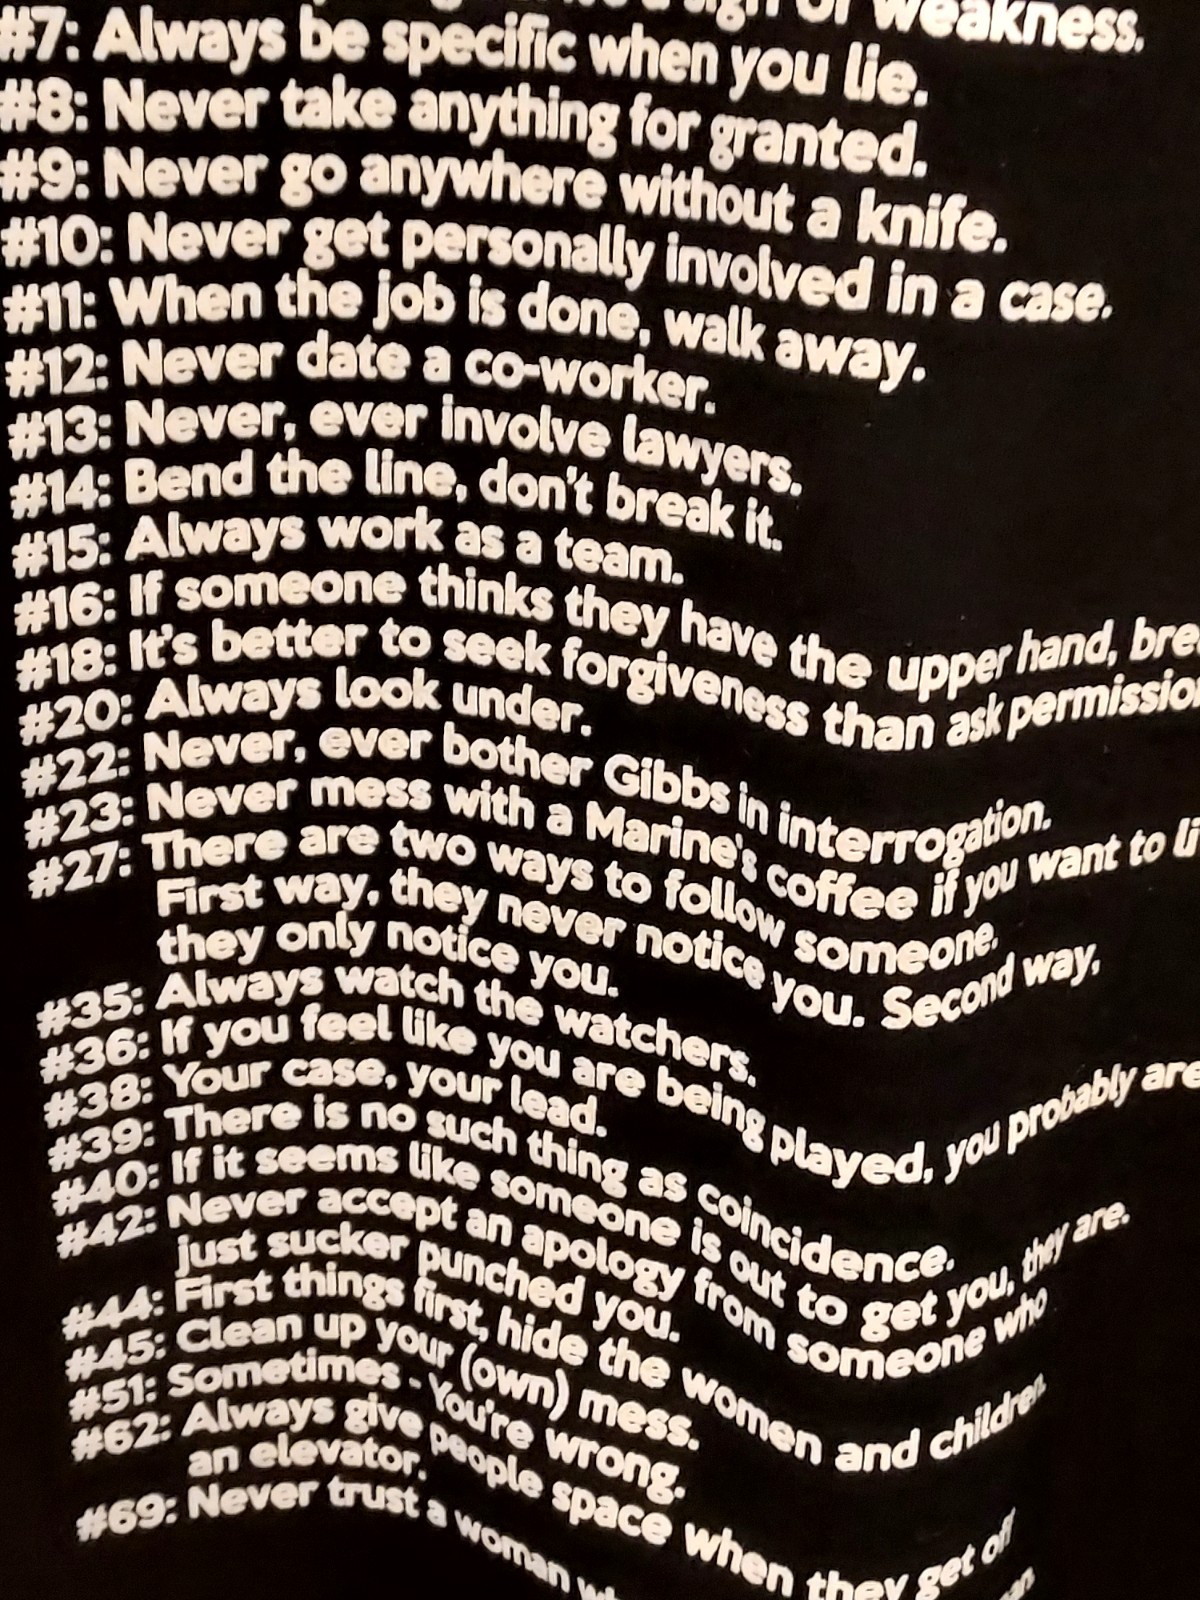 sign of weakness.
#7: Always be specific when you lie.
#8: Never take anything for granted.
#9: Never go anywhere without a knife.
#10: Never get personally involved in a case.
#11: When the job is done, walk away.
#12: Never date a co-worker.
#13: Never, ever involve lawyers.
#14: Bend the line, don't break it.
#15: Always work as a team.
#16: If someone thinks they have the upper hand,
#18: It's better to seek forgiveness than ask
#20: Always look under.
#22: Never, ever bother Gibbs in interrogation.
#23: Never mess with a Marine's coffee if you want to
#27: There are two ways to follow someone.
First way, they never notice you. Second way,
they only notice you.
#35: Always watch the watchers.
#36: If you feel like you are being played, you probably are
#38: Your case, your lead.
#39: There is no such thing as coincidence.
#40: If it seems like someone is out to get you, they are.
#42: Never accept an apology from someone who
just sucker punched you.
#44: First things first, hide the women and children.
#45: Clean up your (own) mess.
#51: Sometimes - You're wrong.
#62: Always give people space when they get off
an elevator.
#69: Never trust a woman